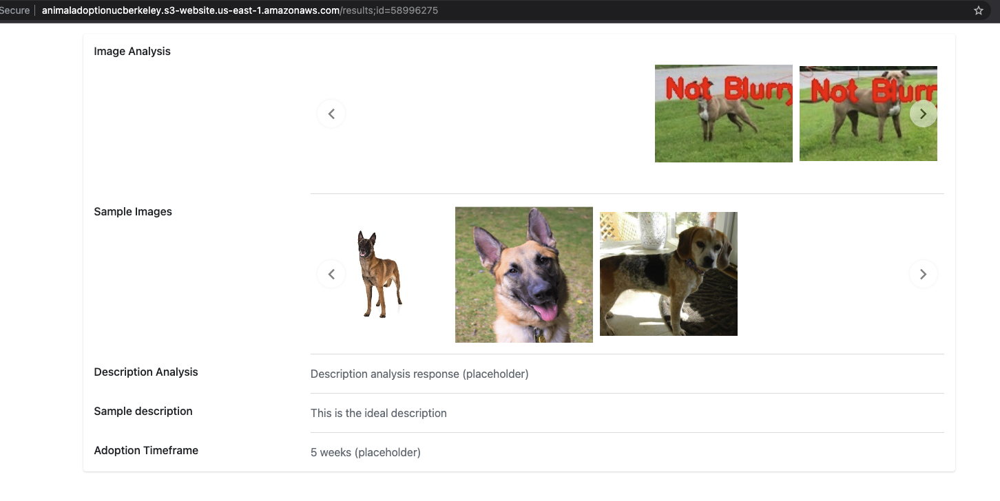 Secure animaladoptionucberkeley.s3-website.us-east-1.amazonaws.com/results;id=58996275
Image Analysis
Not Blurry
Not Blurr
Sample Images
Description Analysis
Description analysis response (placeholder)
Sample description
This is the ideal description
Adoption Timeframe
5 weeks (placeholder)